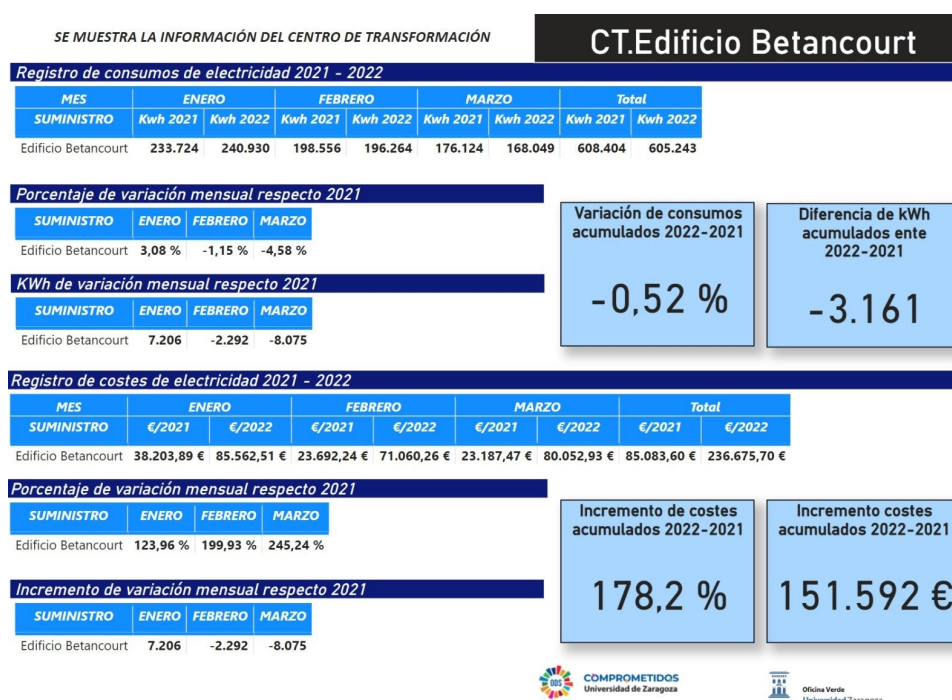 SE MUESTRA LA INFORMACIÓN DEL CENTRO DE TRANSFORMACIÓN
CT.Edificio Betancourt
Registro de consumos de electricidad 2021 - 2022
MES ENERO FEBRERO MARZO Total
SUMINISTRO Kwh 2021 Kwh 2022 Kwh 2021 Kwh 2022 Kwh 2021 Kwh 2022 Kwh 2021 Kwh 2022
Edificio Betancourt 233.724 240.930 198.556 196.264 176.124 168.049 608.404 605.243
Porcentaje de variación mensual respecto 2021
SUMINISTRO ENERO FEBRERO MARZO
Edificio Betancourt 3,08 % -1,15 % -4,58 %
KWh de variación mensual respecto 2021
SUMINISTRO ENERO FEBRERO MARZO
Edificio Betancourt 7.206 -2.292 -8.075
Variación de consumos
acumulados 2022-2021
-0,52 %
Diferencia de kWh
acumulados ente
2022-2021
-3.161
Registro de costes de electricidad 2021 - 2022
MES ENERO FEBRERO MARZO Total
SUMINISTRO €/2021 €/2022 €/2021 €/2022 €/2021 €/2022 €/2021 €/2022
Edificio Betancourt 38.203,89 € 85.562,51 € 23.692,24 € 71.060,26 € 23.187,47 € 80.052,93 € 85.083,60 € 236.675,70 €
Porcentaje de variación mensual respecto 2021
SUMINISTRO ENERO FEBRERO MARZO
Edificio Betancourt 123,96 % 199,93 % 245,24 %
Incremento de variación mensual respecto 2021
SUMINISTRO ENERO FEBRERO MARZO
Edificio Betancourt 7.206 -2.292 -8.075
Incremento de costes
acumulados 2022-2021
178,2 %
Incremento costes
acumulados 2022-2021
151.592 €
ODS
COMPROMETIDOS
Universidad de Zaragoza
Oficina Verde
Universidad Zaragoza